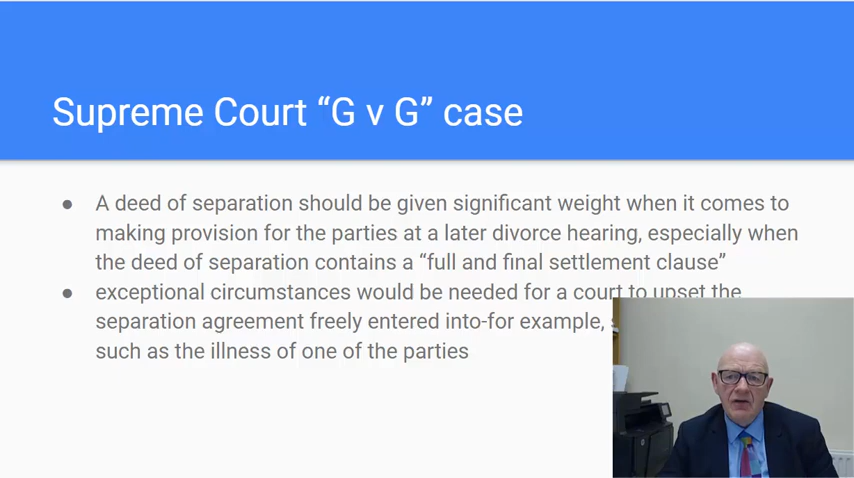 Supreme Court “G v G” case
● A deed of separation should be given significant weight when it comes to
making provision for the parties at a later divorce hearing, especially when
the deed of separation contains a “full and final settlement clause”
● exceptional circumstances would be needed for a court to upset the
separation agreement freely entered into-for example,
such as the illness of one of the parties